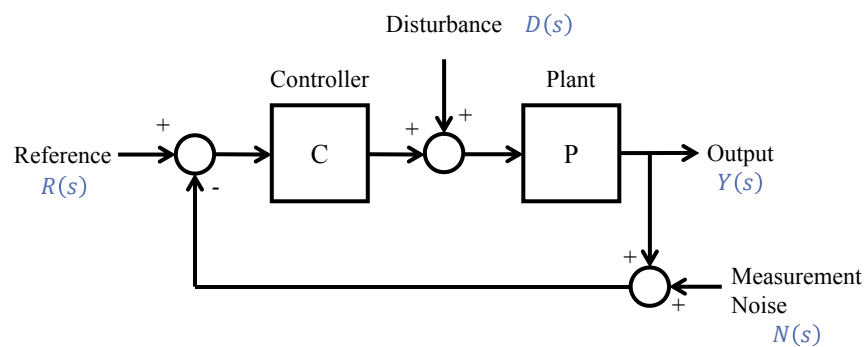 Disturbance D(s)
Controller
Plant
+
+
+
Reference
R(s)
C
P
Output
Y(s)
-
+
+
Measurement
Noise
N(s)